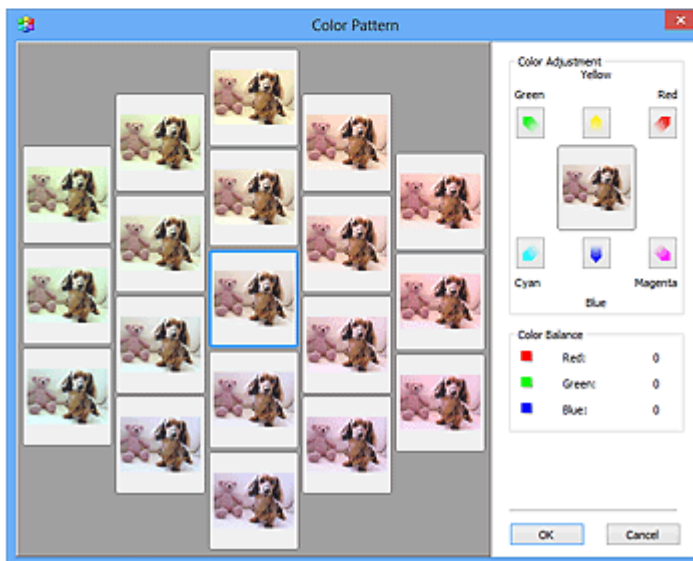 Color Pattern
Color Adjustment
Yellow
Green Red
Cyan Magenta
Blue
Color Balance
Red: 0
Green: 0
Blue: 0
OK Cancel